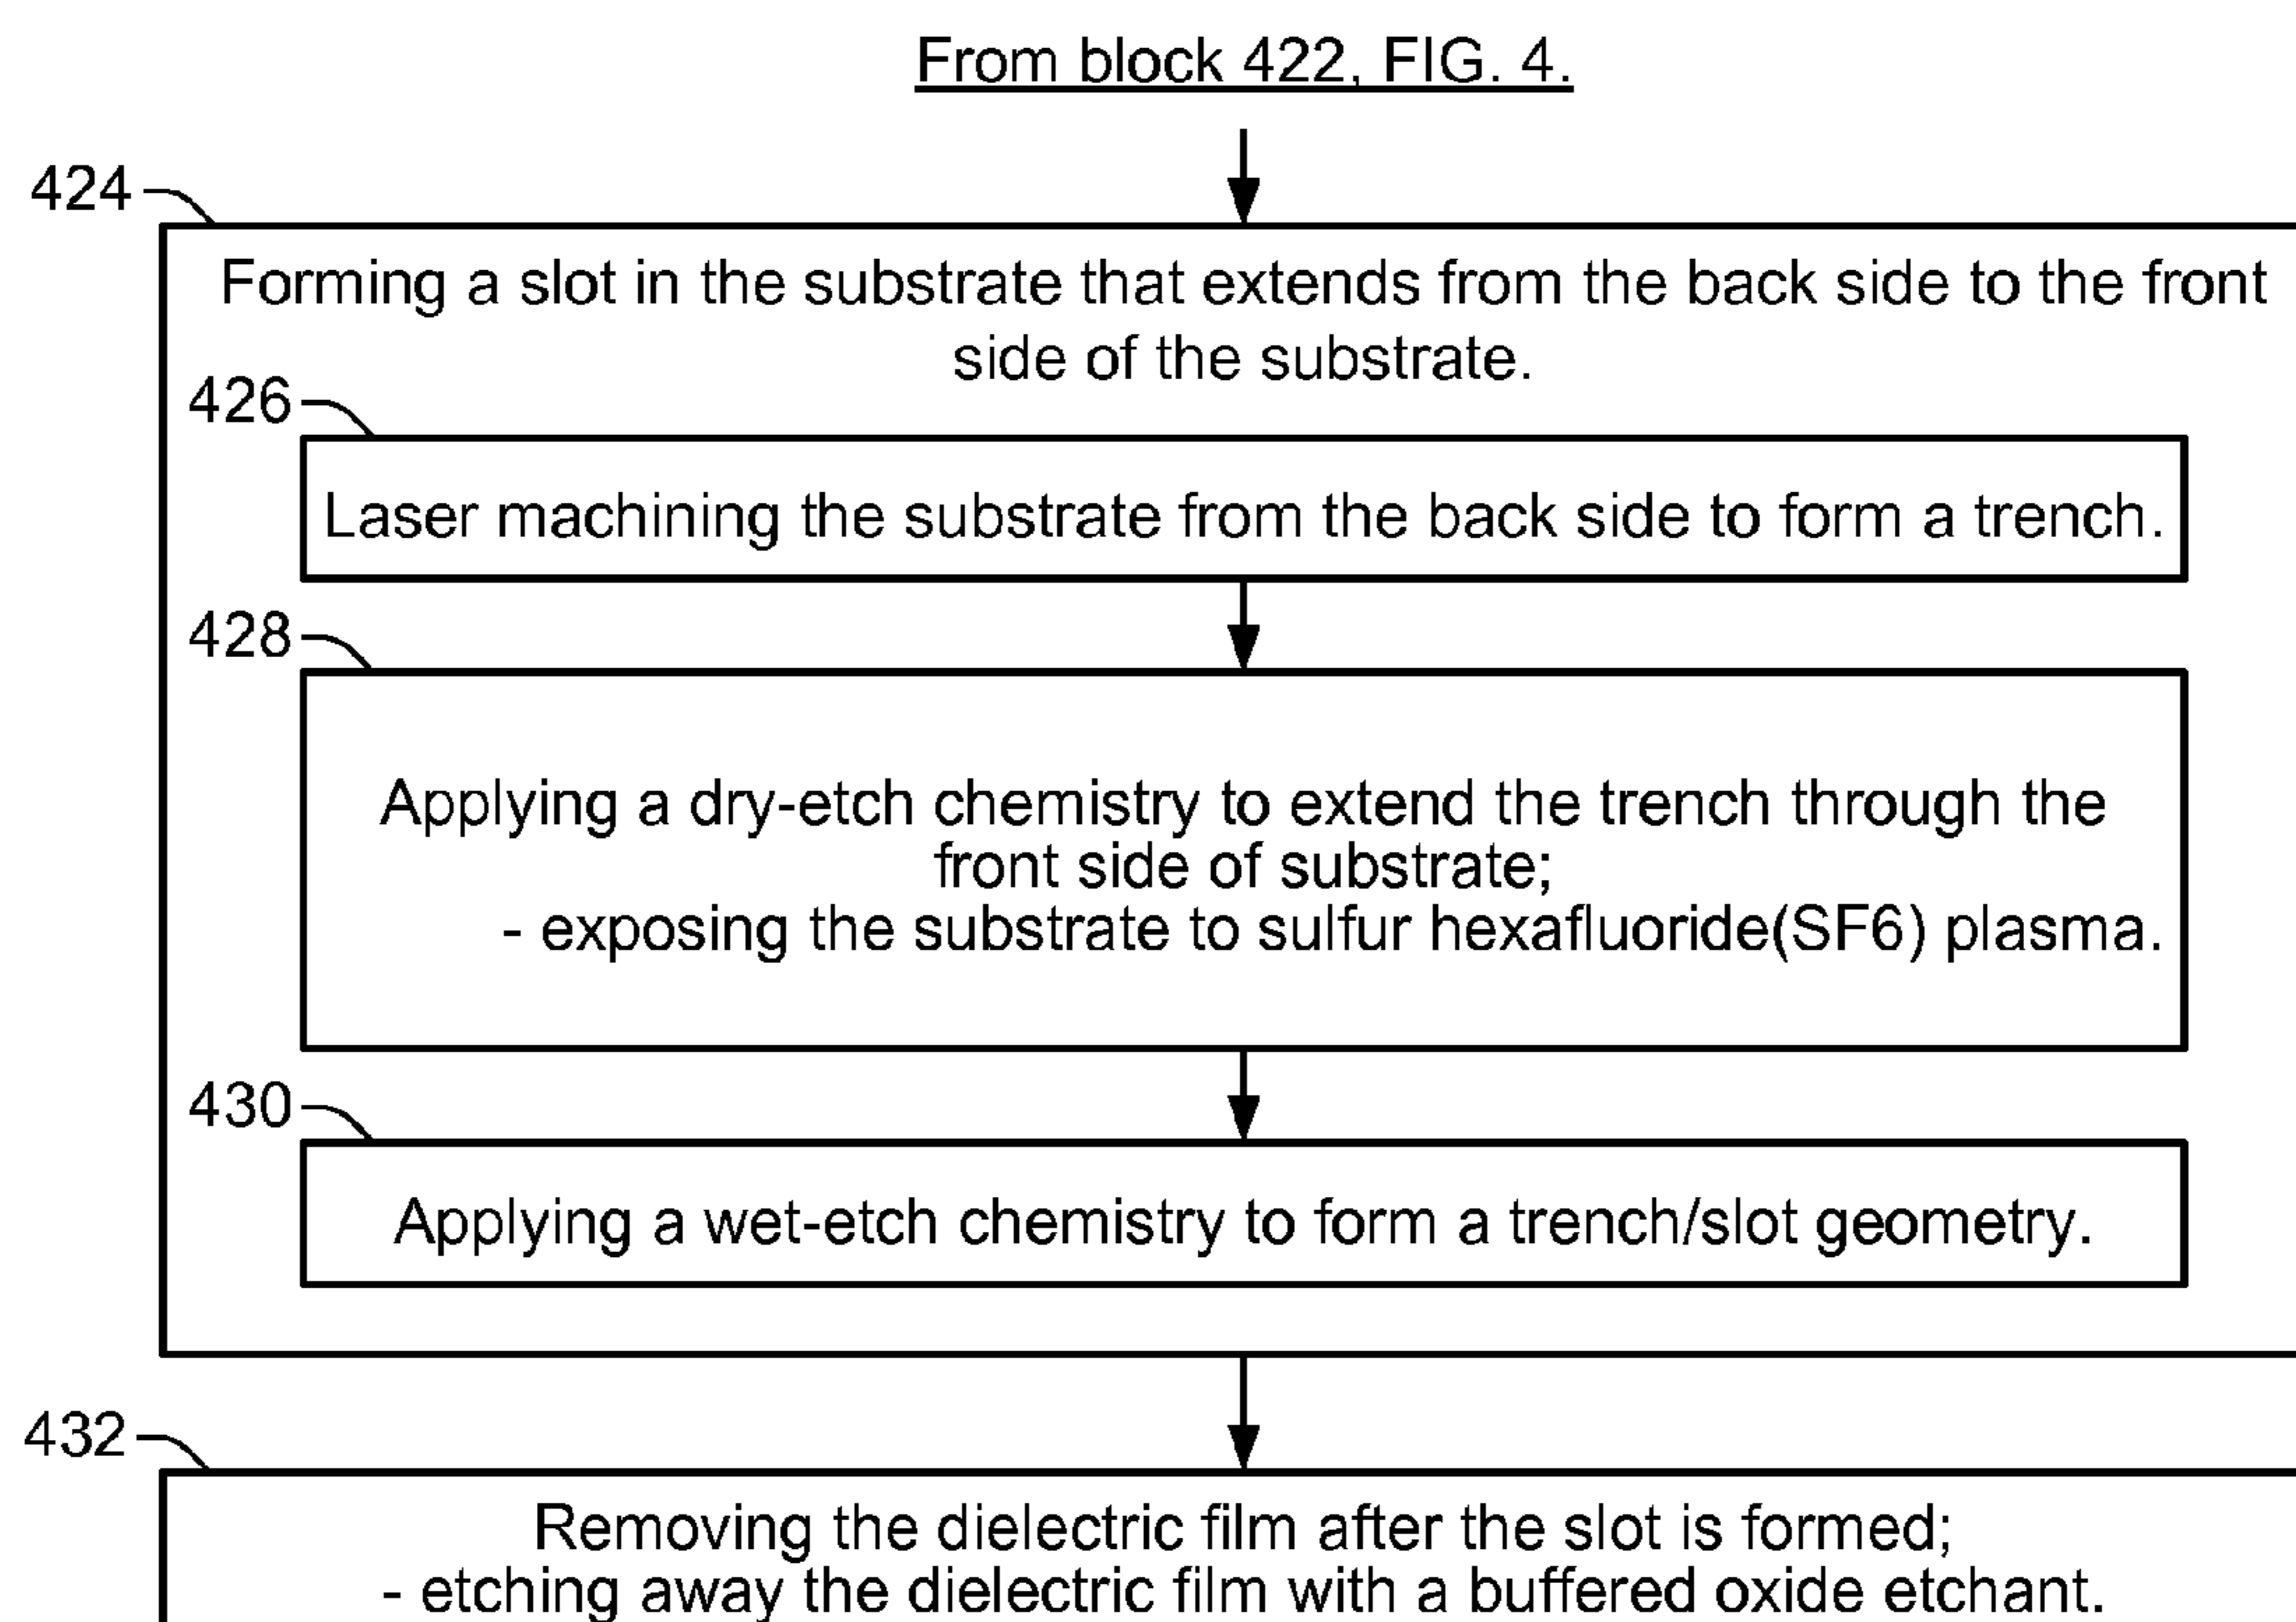 From block 422, FIG. 4.
424
Forming a slot in the substrate that extends from the back side to the front
side of the substrate.
426
Laser machining the substrate from the back side to form a trench.
428
Applying a dry-etch chemistry to extend the trench through the
front side of substrate;
- exposing the substrate to sulfur hexafluoride(SF6) plasma.
430
Applying a wet-etch chemistry to form a trench/slot geometry.
432
Removing the dielectric film after the slot is formed;
- etching away the dielectric film with a buffered oxide etchant.